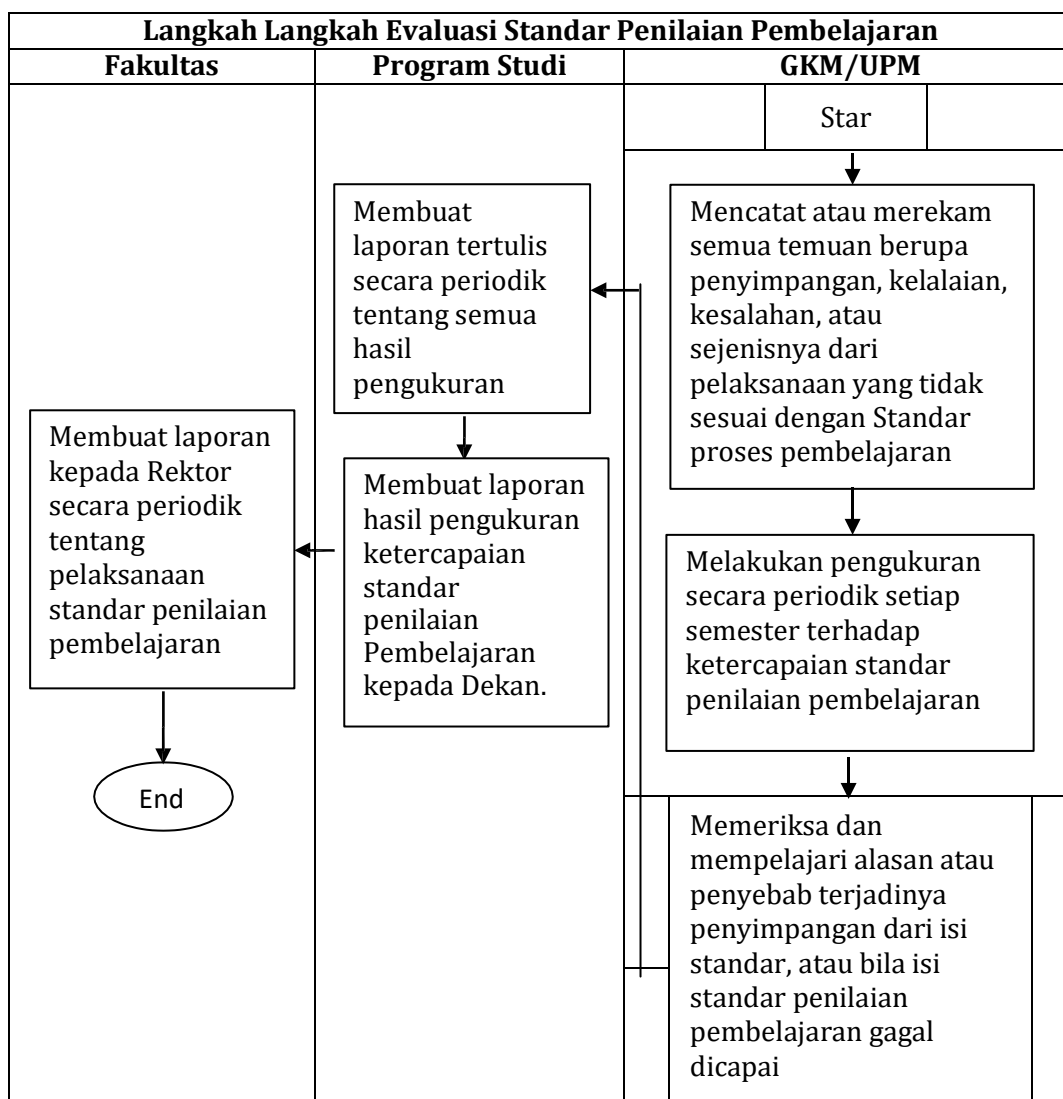 Langkah Langkah Evaluasi Standar Penilaian Pembelajaran
Fakultas
Program Studi
GKM/UPM
Star
Mencatat atau merekam
semua temuan berupa
penyimpangan, kelalaian,
kesalahan, atau
sejenisnya dari
pelaksanaan yang tidak
sesuai dengan Standar
proses pembelajaran
Melakukan pengukuran
secara periodik setiap
semester terhadap
ketercapaian standar
penilaian pembelajaran
Memeriksa dan
mempelajari alasan atau
penyebab terjadinya
penyimpangan dari isi
standar, atau bila isi
standar penilaian
pembelajaran gagal
dicapai
Membuat
laporan tertulis
secara periodik
tentang semua
hasil
pengukuran
Membuat laporan
hasil pengukuran
ketercapaian
standar
penilaian
Pembelajaran
kepada Dekan.
Membuat laporan
kepada Rektor
secara periodik
tentang
pelaksanaan
standar penilaian
pembelajaran
End